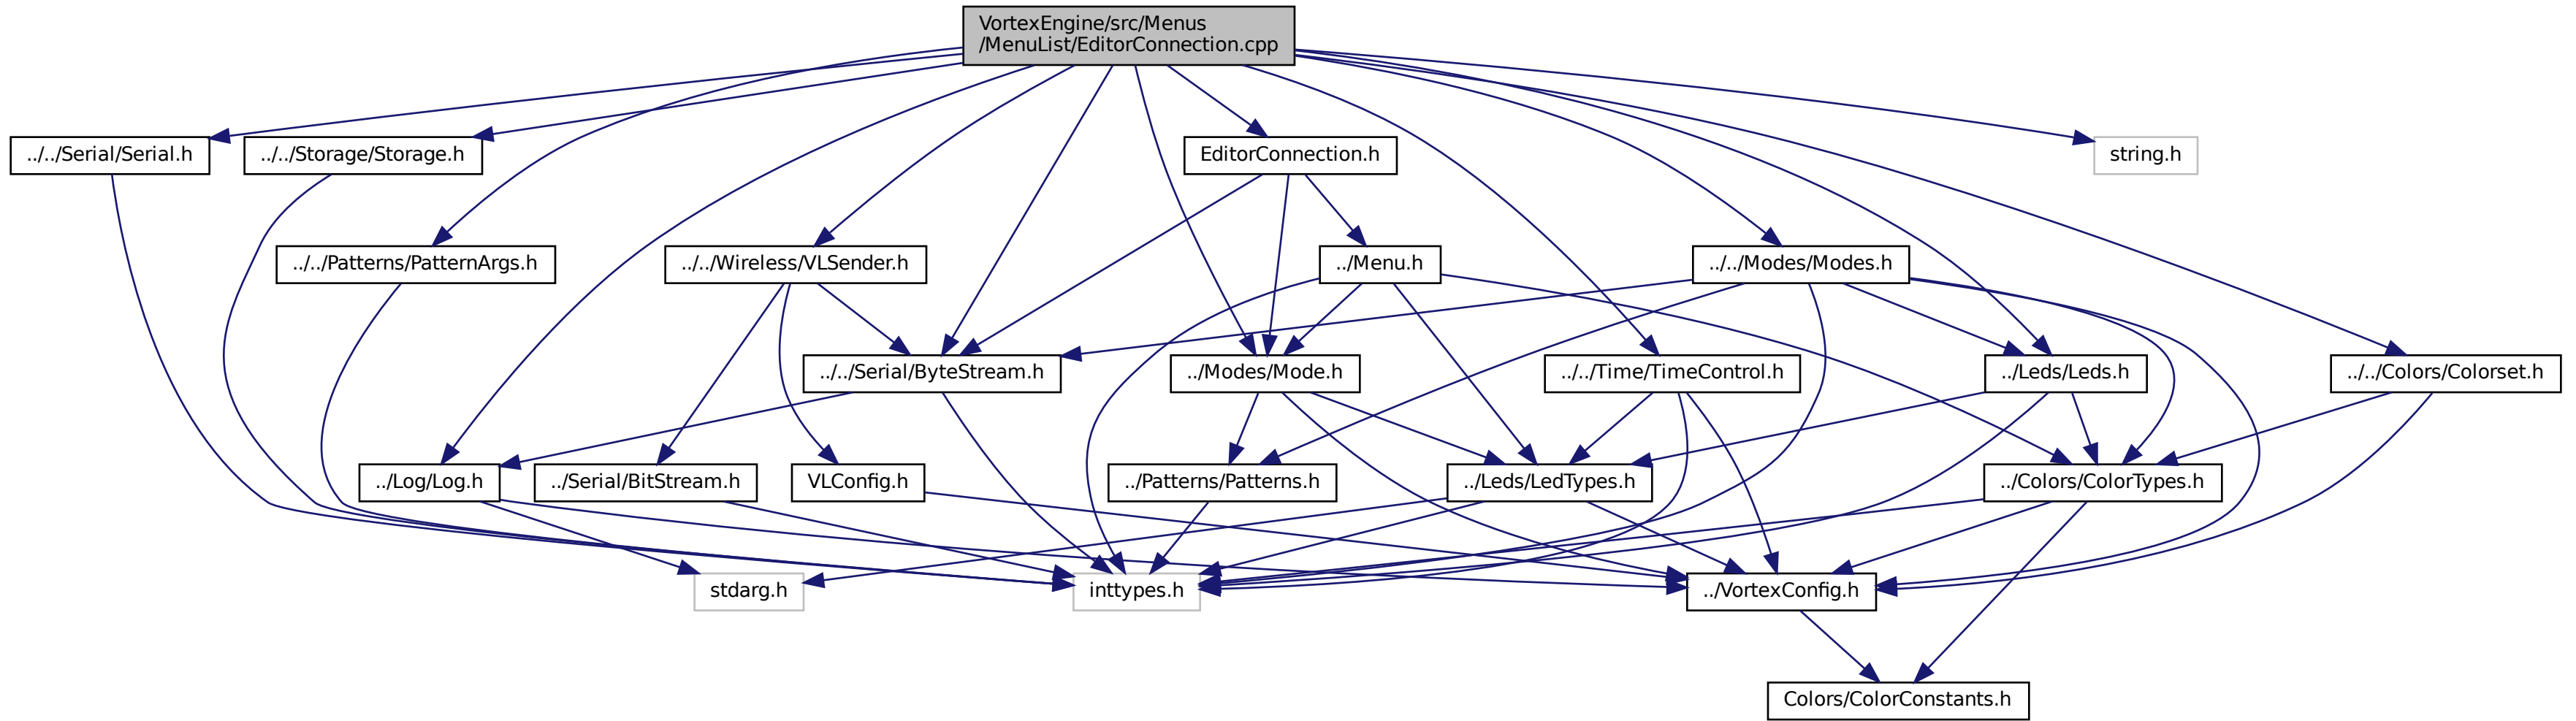 VortexEngine/src/Menus
/MenuList/EditorConnection.cpp
../../Serial/Serial.h
../../Storage/Storage.h
EditorConnection.h
string.h
../../Patterns/PatternArgs.h
../../Wireless/VLSender.h
../Menu.h
../../Modes/Modes.h
../../Serial/ByteStream.h
../Modes/Mode.h
../../Time/TimeControl.h
../Leds/Leds.h
../../Colors/Colorset.h
../Log/Log.h
../Serial/BitStream.h
VLConfig.h
../Patterns/Patterns.h
../Leds/LedTypes.h
../Colors/ColorTypes.h
stdarg.h
inttypes.h
../VortexConfig.h
Colors/ColorConstants.h